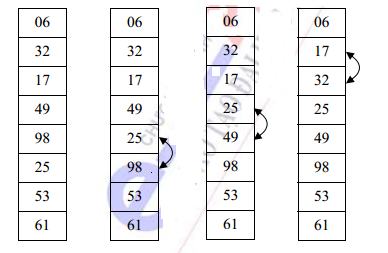 06 06 06 06
32 32 32 17
17 17 17 32
49 49 25 25
98 25 49 49
25 98 98 98
53 53 53 53
61 61 61 61